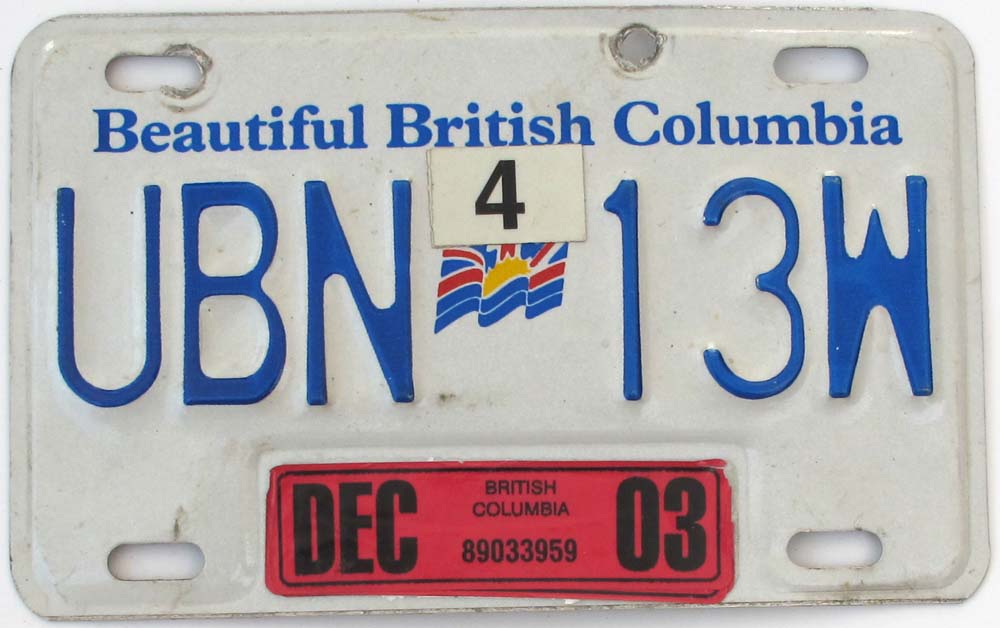 Beautiful British Columbia
4
UBN 13W
DEC BRITISH COLUMBIA 03
89033959